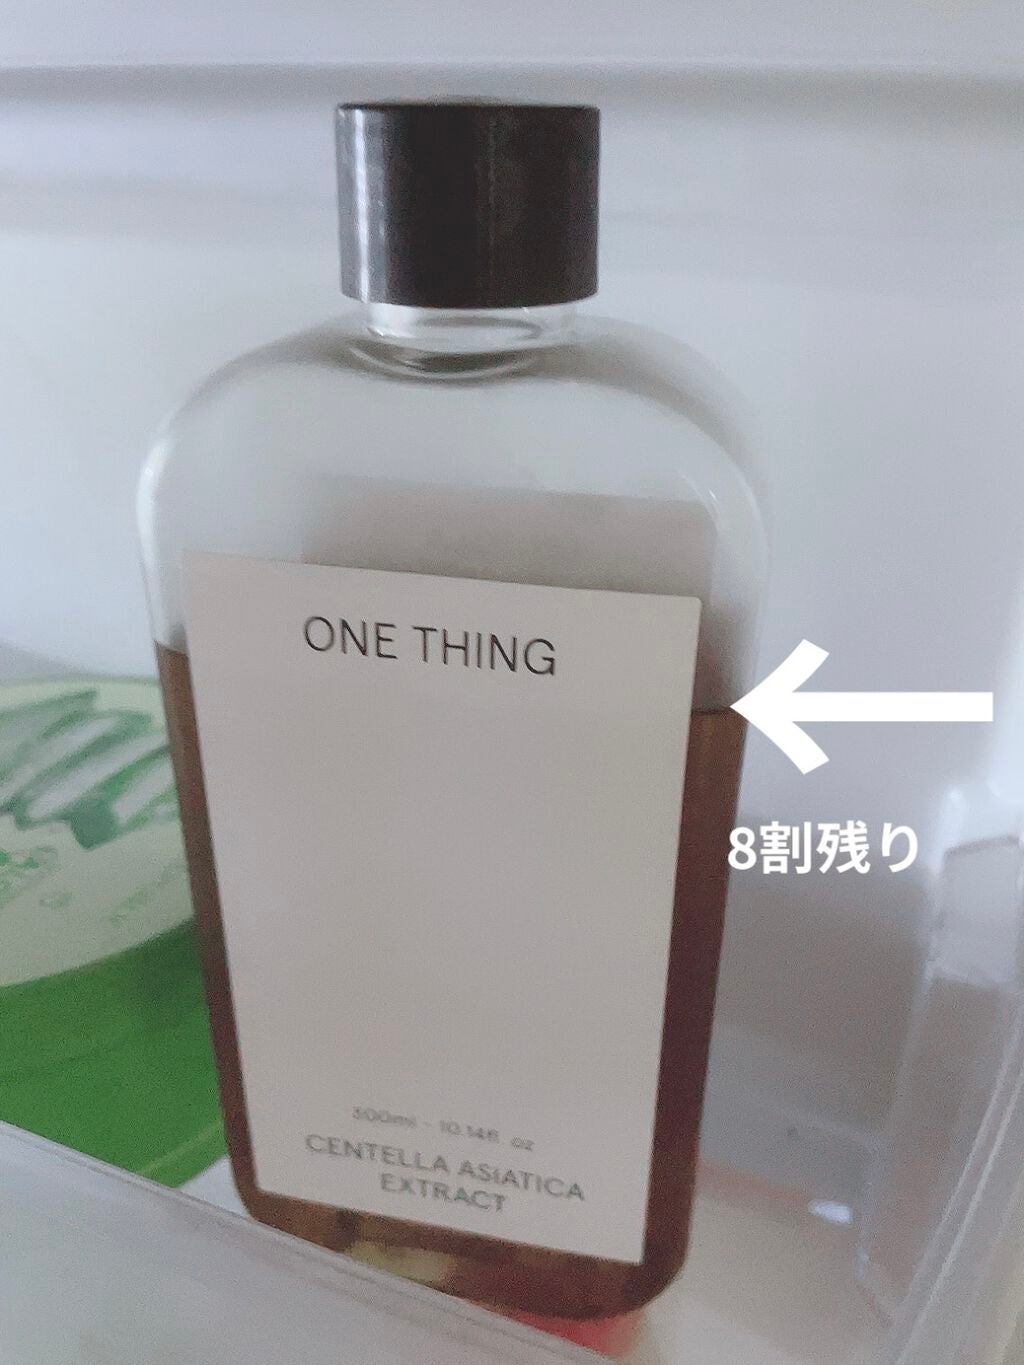 ONE THING
8割残り
300ml - 10.14fl oz
CENTELLA ASIATICA
EXTRACT